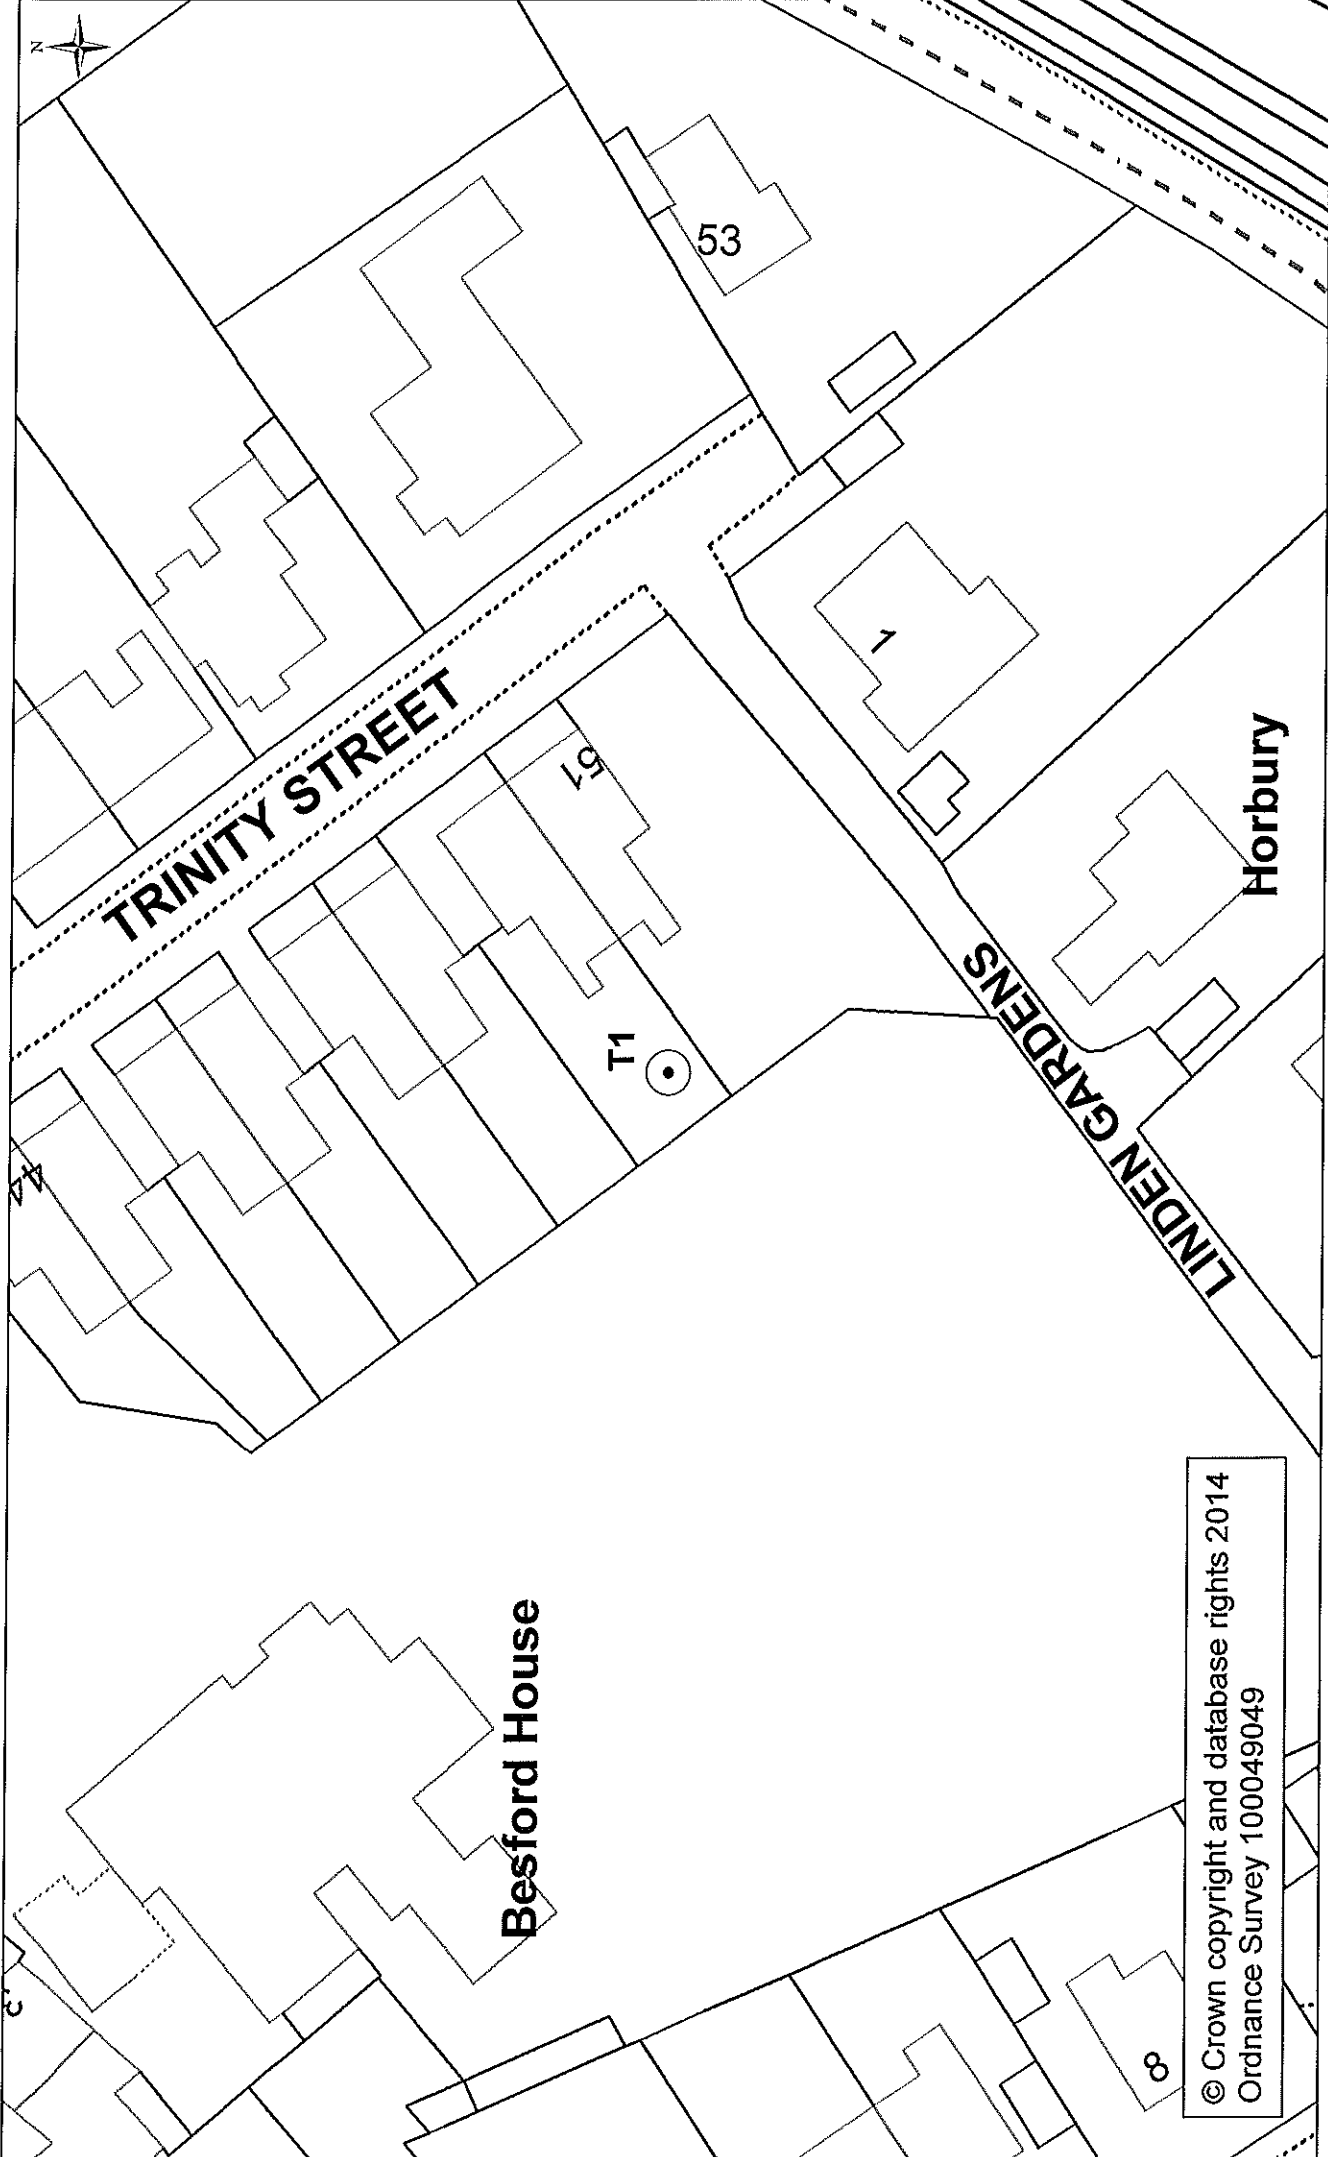 N
53
TRINITY STREET
51
1
44
T1
Horbury
LINDEN GARDENS
Besford House
8
© Crown copyright and database rights 2014
Ordnance Survey 100049049